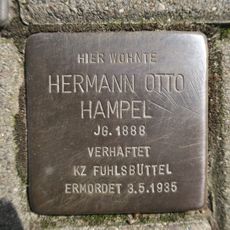 HIER WOHNTE
HERMANN OTTO
HAMPEL
JG. 1888
VERHAFTET
KZ FUHLSBÜTTEL
ERMORDET 3.5.1935